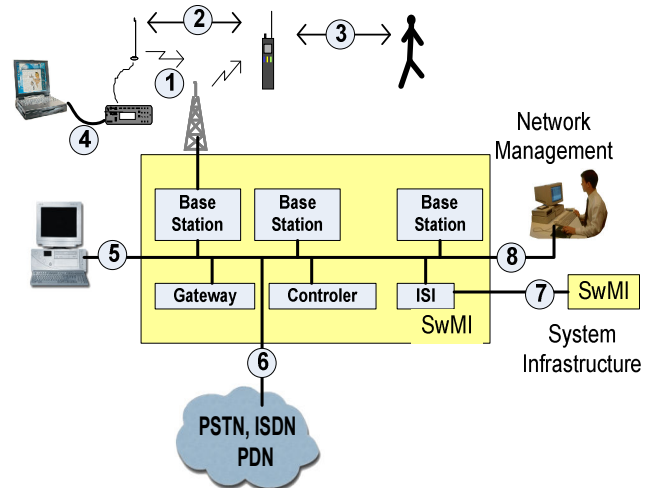 2
3
1
4
Network
Management
Base
Station
Base
Station
Base
Station
5
8
Gateway
Controler
ISI
7
SwMI
SwMI
System
Infrastructure
6
PSTN, ISDN
PDN